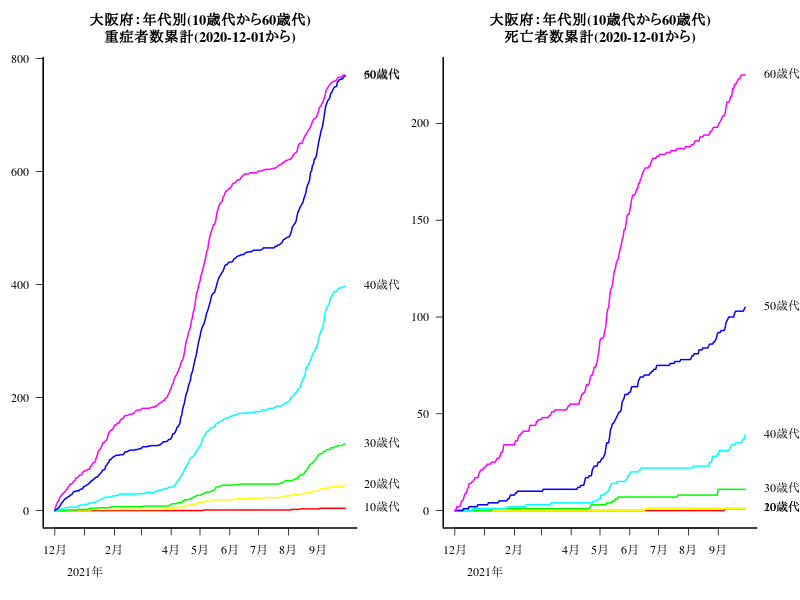 大阪府：年代別(10歳代から60歳代)
重症者数累計(2020-12-01から)
800
600
400
200
0
12月
2月
4月
5月
6月
7月
8月
9月
2021年
60歳代
40歳代
30歳代
20歳代
10歳代
大阪府：年代別(10歳代から60歳代)
死亡者数累計(2020-12-01から)
200
150
100
50
0
12月
2月
4月
5月
6月
7月
8月
9月
2021年
60歳代
50歳代
40歳代
30歳代